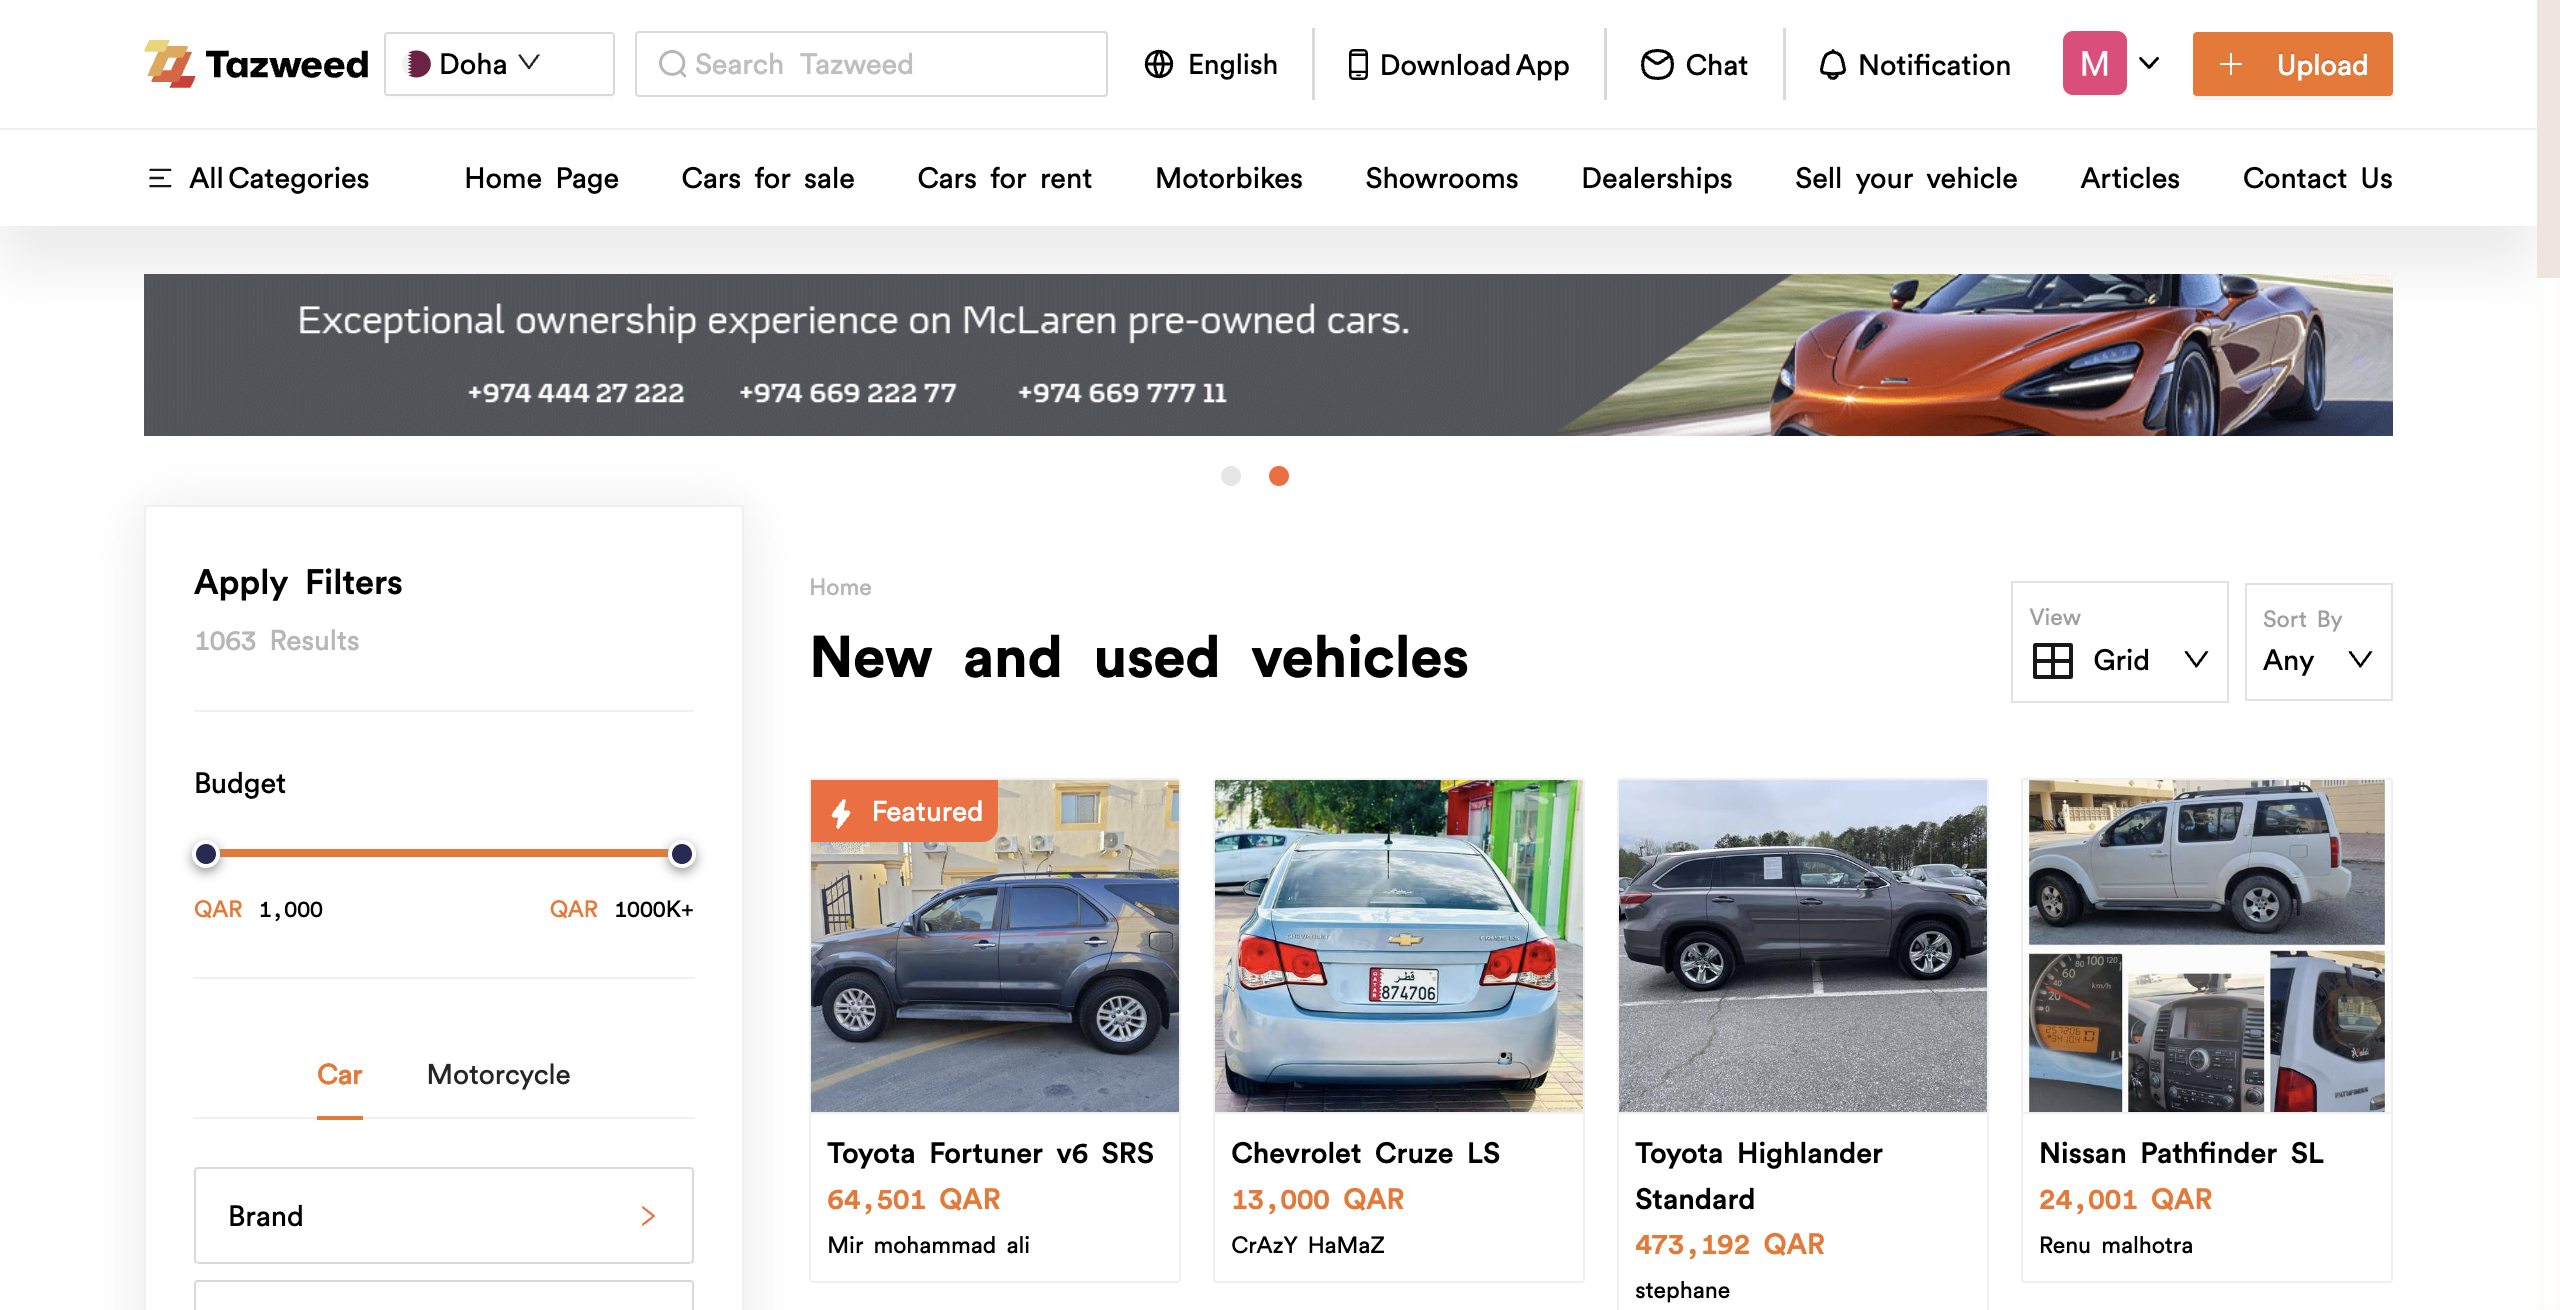 Tazweed
Doha
Search Tazweed
English
Download App
Chat
Notification
M
Upload
All Categories
Home Page
Cars for sale
Cars for rent
Motorbikes
Showrooms
Dealerships
Sell your vehicle
Articles
Contact Us
Exceptional ownership experience on McLaren pre-owned cars.
+974 444 27 222 +974 669 222 77 +974 669 777 11
Apply Filters
1063 Results
Budget
QAR 1,000
QAR 1000K+
Car
Motorcycle
Brand
Home
New and used vehicles
View
Grid
Sort By
Any
Featured
Toyota Fortuner v6 SRS
64,501 QAR
Mir mohammad ali
قطر
874706
Chevrolet Cruze LS
13,000 QAR
CrAzY HaMaZ
Toyota Highlander
Standard
473,192 QAR
stephane
Nissan Pathfinder SL
24,001 QAR
Renu malhotra